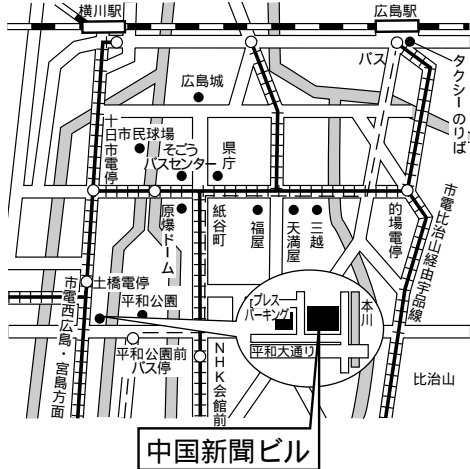 横川駅
広島駅
バス
タクシーのりば
広島城
十日市電停
市民球場
そごう
バスセンター
県庁
原爆ドーム
紙谷町
福屋
天満屋
三越
的場電停
市電比治山経由宇品線
土橋電停
平和公園
市電西広島・宮島方面
平和公園前
バス停
NHK会館前
プレス
パーキング
本川
平和大通り
比治山
中国新聞ビル